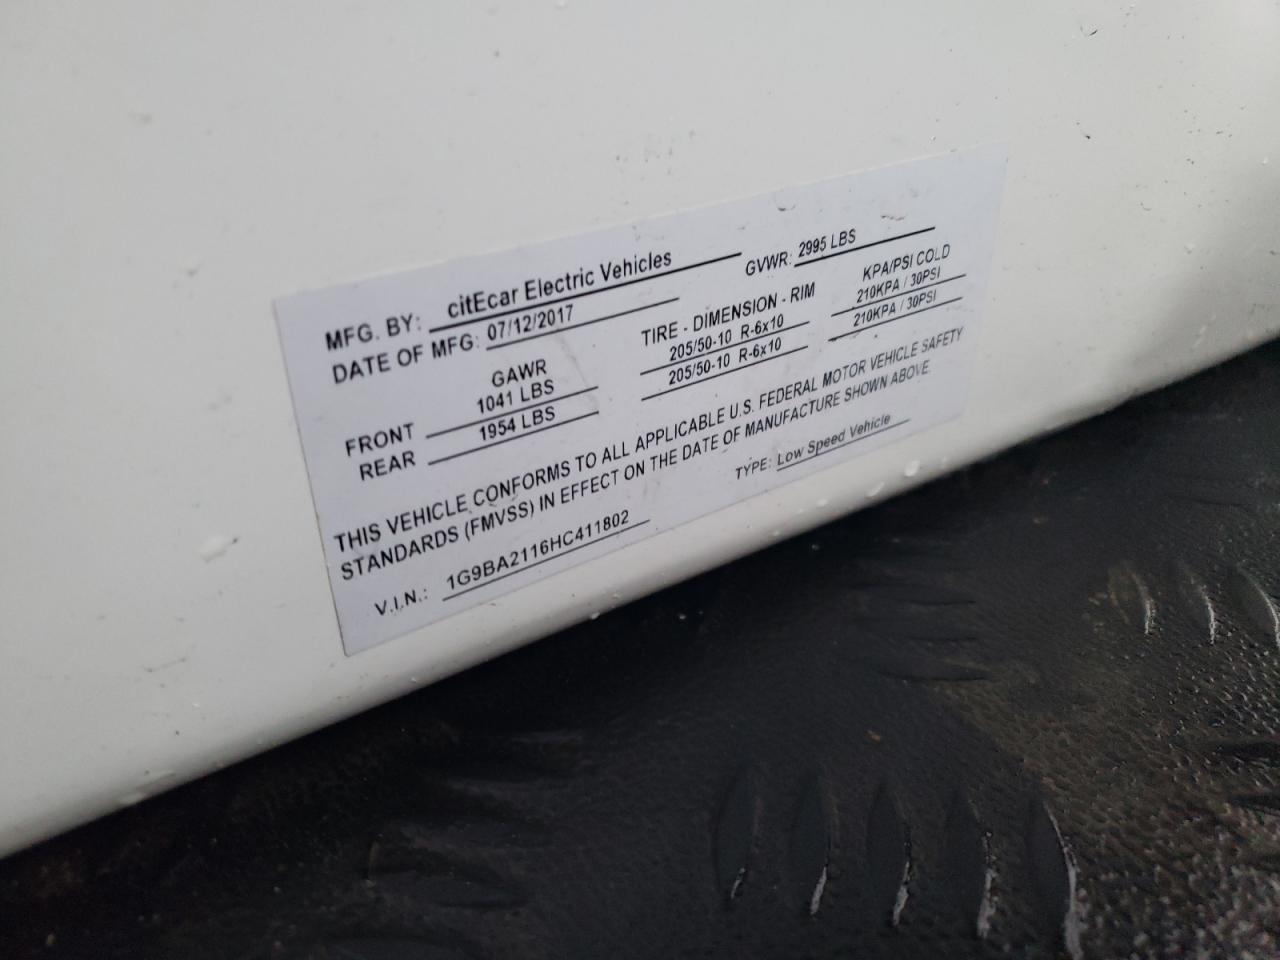 MFG. BY: citEcar Electric Vehicles GVWR: 2995 LBS
DATE OF MFG: 07/12/2017
GAWR TIRE - DIMENSION - RIM KPA/PSI COLD
FRONT 1041 LBS 205/50-10 R-6x10 210KPA / 30PSI
REAR 1954 LBS 205/50-10 R-6x10 210KPA / 30PSI
THIS VEHICLE CONFORMS TO ALL APPLICABLE U.S. FEDERAL MOTOR VEHICLE SAFETY
STANDARDS (FMVSS) IN EFFECT ON THE DATE OF MANUFACTURE SHOWN ABOVE
V.I.N.: 1G9BA2116HC411802 TYPE: Low Speed Vehicle